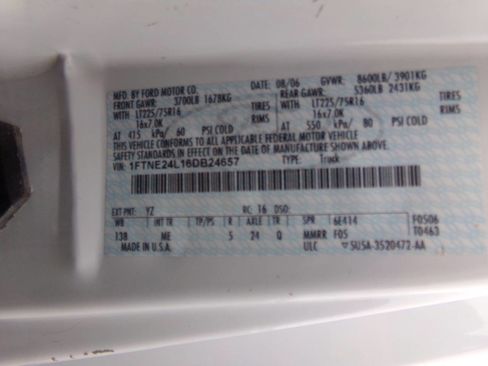 MFD. BY FORD MOTOR CO.
DATE: 08/06 GVWR: 8600LB/ 3901KG
FRONT GAWR: 3700LB 1678KG
REAR GAWR: 5360LB 2431KG
WITH LT225/75R16 TIRES
WITH LT225/75R16 TIRES
16x7.0K RIMS
16x7.0K RIMS
AT 415 kPa/ 60 PSI COLD
AT 550 kPa/ 80 PSI COLD
THIS VEHICLE CONFORMS TO ALL APPLICABLE FEDERAL MOTOR VEHICLE
SAFETY STANDARDS IN EFFECT ON THE DATE OF MANUFACTURE SHOWN ABOVE.
VIN: 1FTNE24L16DB24657 TYPE: Truck
EXT PNT: YZ RC: 16 DSO:
WB INT TR TP/PS R AXLE TR SPR 6E414 F0506
138 ME 5 24 Q MMRR F05 T0463
MADE IN U.S.A. ULC 5U5A-3520472-AA